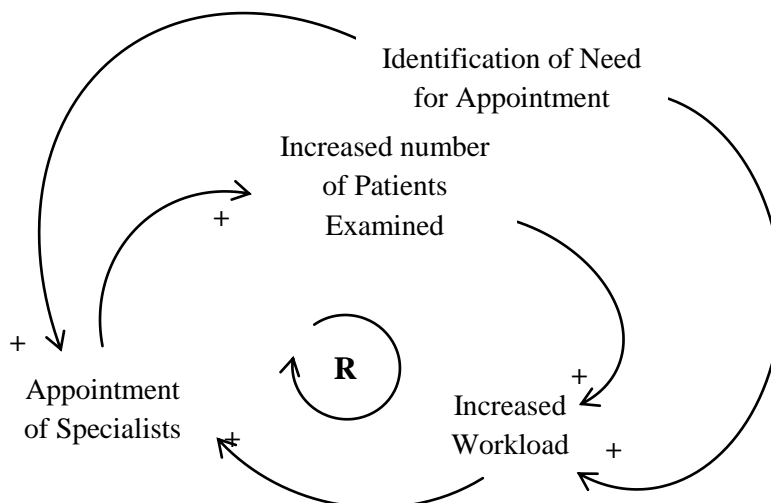 Identification of Need
for Appointment
Increased number
of Patients
Examined
+
+
Appointment
of Specialists
R
+
Increased
Workload
+
+